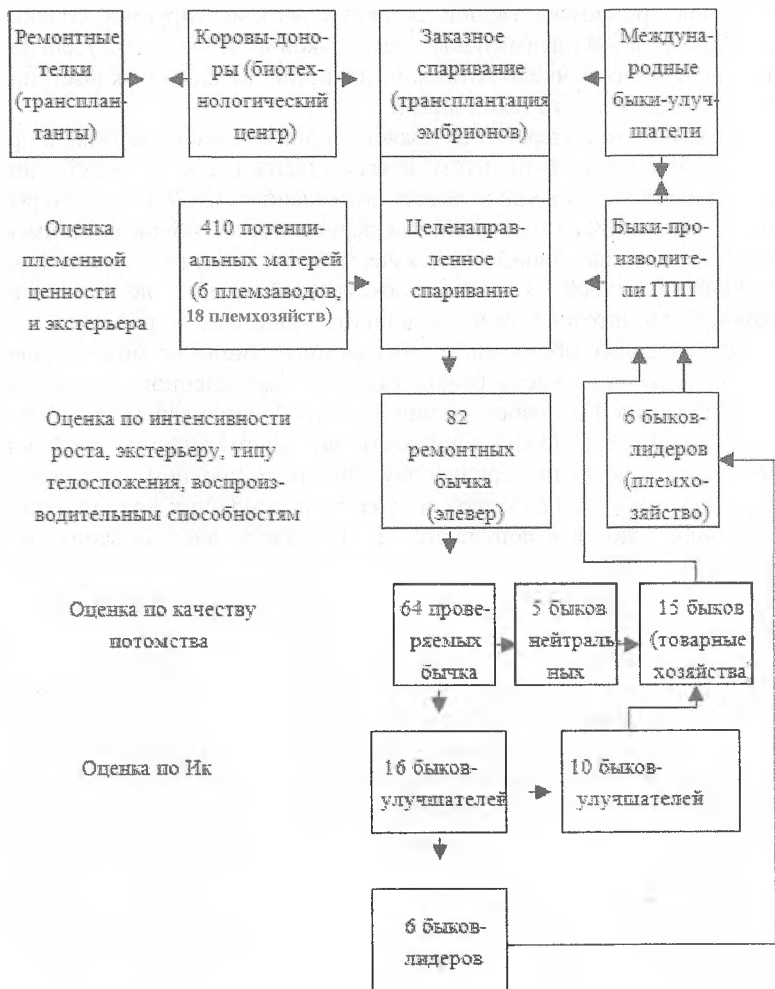 Ремонтные
телки
(трансплан-
танты)
Коровы-доно-
ры (биотех-
нологический
центр)
Заказное
спаривание
(трансплантация
эмбрионов)
Междуна-
родные
быки-улуч-
шатели
Оценка
племенной
ценности
и экстерьера
410 потенци-
альных матерей
(6 племзаводов,
18 племхозяйств)
Целенаправ-
ленное
спаривание
Быки-про-
изводите-
ли ГПП
Оценка по интенсивности
роста, экстерьеру, типу
телосложения, воспроиз-
водительным способностям
82
ремонтных
бычка
(элевер)
6 быков-
лидеров
(племхо-
зяйство)
Оценка по качеству
потомства
64 прове-
ряемых
бычка
5 быков
нейтраль
ных
15 быков
(товарные
хозяйства)
Оценка по Ик
16 быков-
улучшателей
10 быков-
улучшателей
6 быков-
лидеров